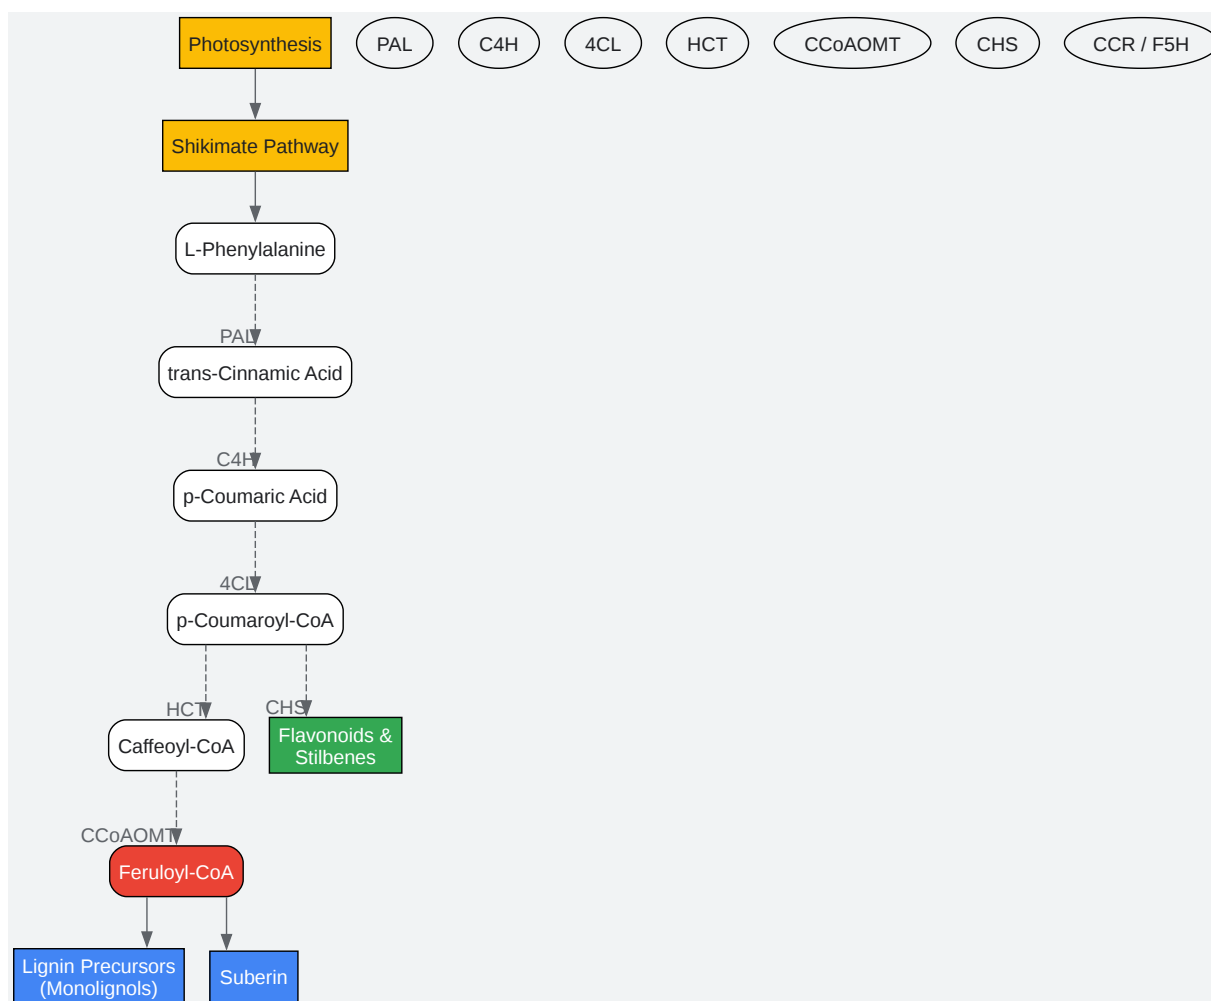 Photosynthesis
PAL
C4H
4CL
HCT
CCoAOMT
CHS
CCR / F5H
Shikimate Pathway
L-Phenylalanine
PAL
trans-Cinnamic Acid
C4H
p-Coumaric Acid
4CL
p-Coumaroyl-CoA
HCT
CHS
Caffeoyl-CoA
Flavonoids &
Stilbenes
CCoAOMT
Feruloyl-CoA
Lignin Precursors
(Monolignols)
Suberin